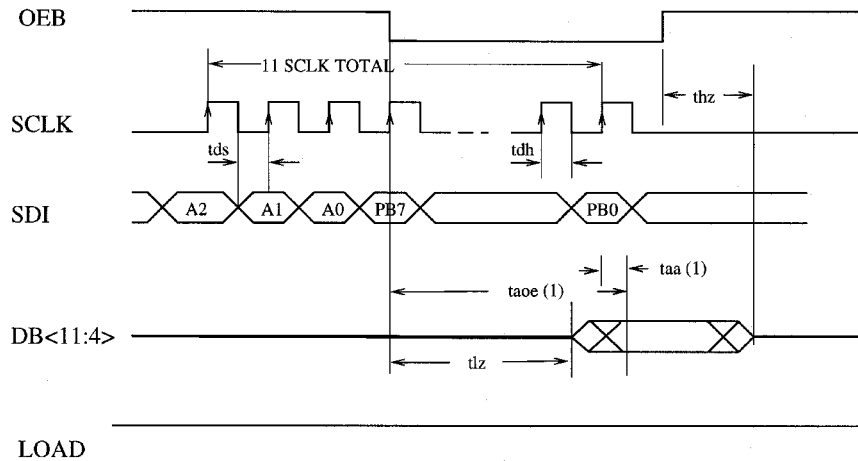 OEB
11 SCLK TOTAL
thz
SCLK
tds
tdh
SDI
A2 A1 A0 PB7 PB0
taa (1)
taoe (1)
DB<11:4>
tlz
LOAD